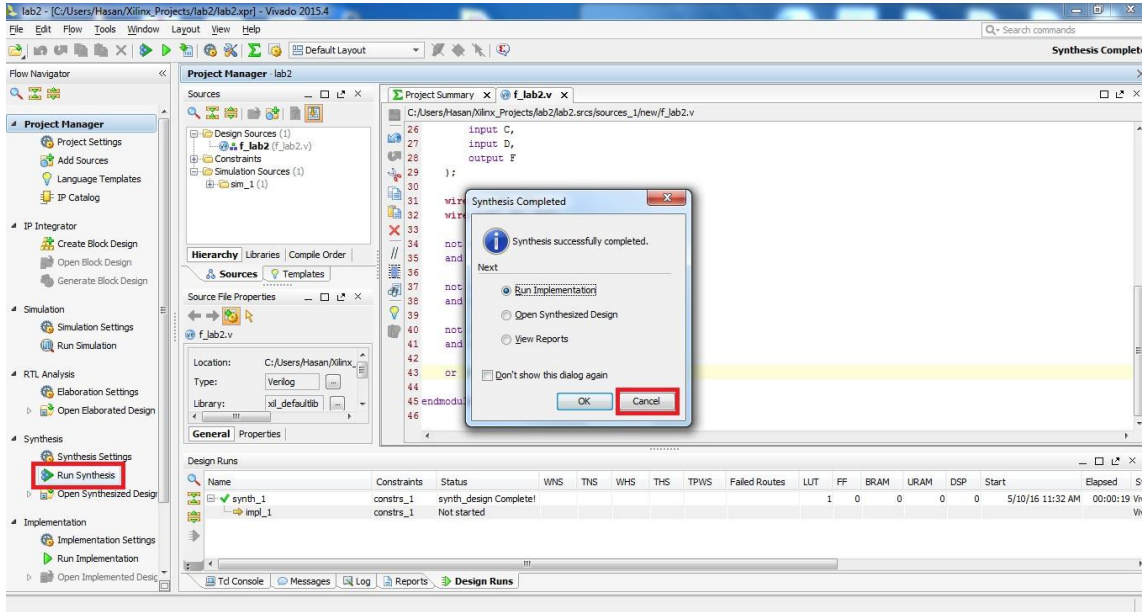 lab2 - [C:/Users/Hasan/Xilinx_Projects/lab2/lab2.xpr] - Vivado 2015.4
File Edit Flow Tools Window Layout View Help
Search commands
Default Layout
Synthesis Complet
Flow Navigator
Project Manager
Project Settings
Add Sources
Language Templates
IP Catalog
IP Integrator
Create Block Design
Open Block Design
Generate Block Design
Simulation
Simulation Settings
Run Simulation
RTL Analysis
Elaboration Settings
Open Elaborated Design
Synthesis
Synthesis Settings
Run Synthesis
Open Synthesized Desigr
Implementation
Implementation Settings
Run Implementation
Open Implemented Desig
Project Manager - lab2
Sources
Design Sources (1)
f_lab2 (f_lab2.v)
Constraints
Simulation Sources (1)
sim_1 (1)
Hierarchy Libraries Compile Order
Sources Templates
Source File Properties
f_lab2.v
Location: C:/Users/Hasan/Xilinx_
Type: Verilog
Library: xil_defaultlib
General Properties
Project Summary f_lab2.v
C:/Users/Hasan/Xilinx_Projects/lab2/lab2.srcs/sources_1/new/f_lab2.v
26 input C,
27 input D,
28 output F
29 );
30
31 wire
32 wire
33
34 not
35 and
36
37 not
38 and
39
40 not
41 and
42
43 or
44
45 endmodul
46
Synthesis Completed
Synthesis successfully completed.
Next
Run Implementation
Open Synthesized Design
View Reports
Don't show this dialog again
OK Cancel
Design Runs
Name Constraints Status WNS TNS WHS THS TPWS Failed Routes LUT FF BRAM URAM DSP Start Elapsed
synth_1 constrs_1 synth_design Complete! 1 0 0 0 0 5/10/16 11:32 AM 00:00:19
impl_1 constrs_1 Not started
Tcl Console Messages Log Reports Design Runs